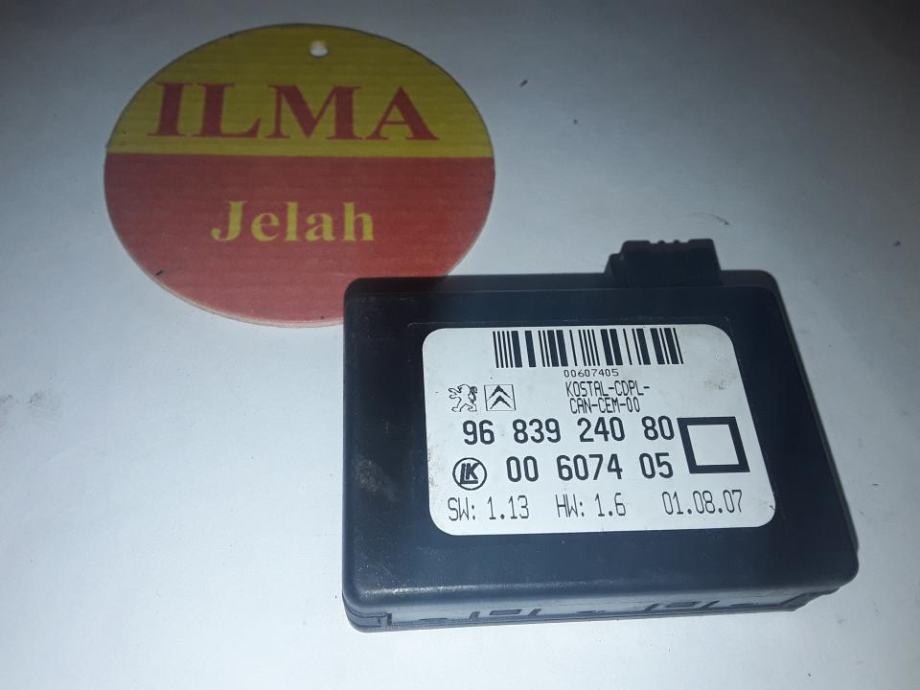 ILMA
Jelah
00607405
KOSTAL-CDPL-
CAN-CEM-00
96 839 240 80
LK 00 6074 05
SW: 1.13 HW: 1.6 01.08.07